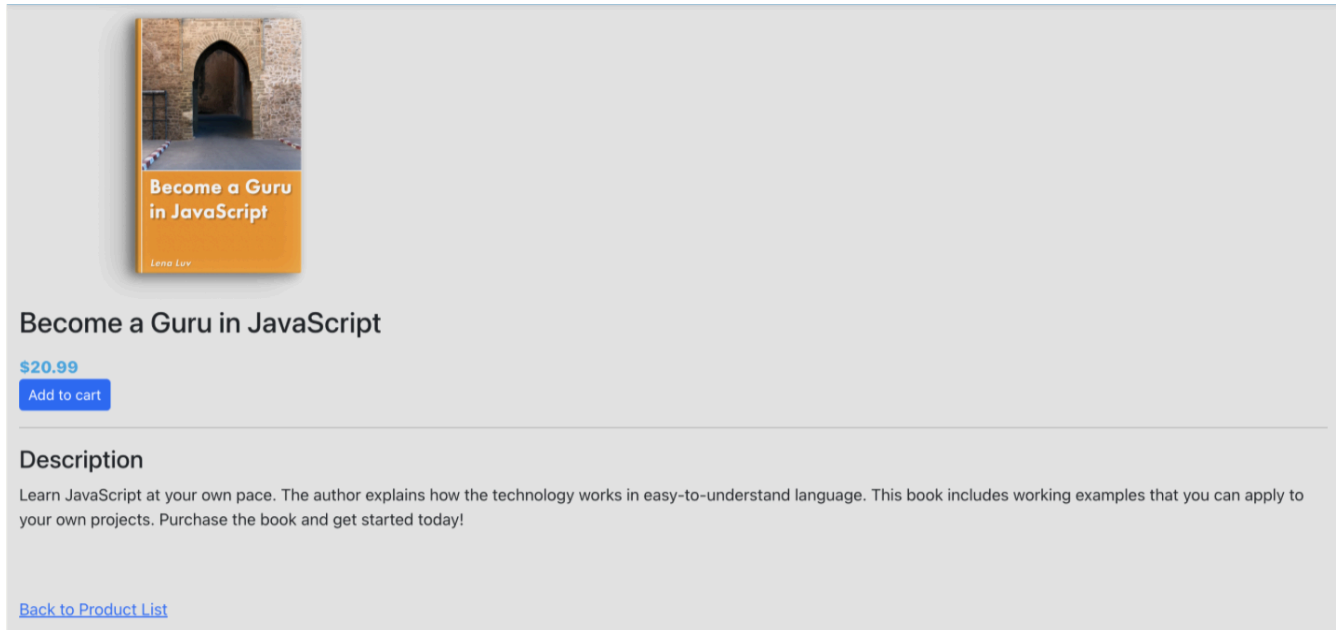 Become a Guru
in JavaScript
Lena Luv
Become a Guru in JavaScript
$20.99
Add to cart
Description
Learn JavaScript at your own pace. The author explains how the technology works in easy-to-understand language. This book includes working examples that you can apply to
your own projects. Purchase the book and get started today!
Back to Product List